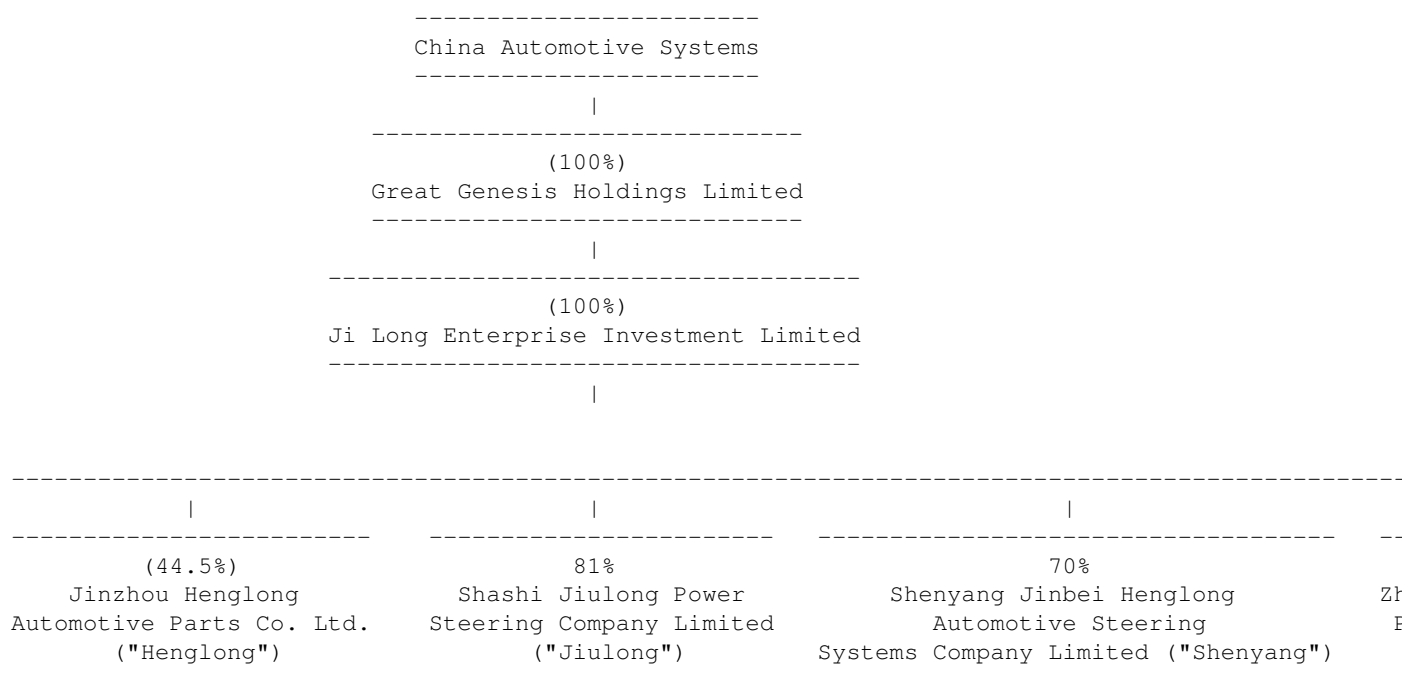 China Automotive Systems
(100%)
Great Genesis Holdings Limited
(100%)
Ji Long Enterprise Investment Limited
(44.5%) 81% 70%
Jinzhou Henglong Shashi Jiulong Power Shenyang Jinbei Henglong
Automotive Parts Co. Ltd. Steering Company Limited Automotive Steering
("Henglong") ("Jiulong") Systems Company Limited ("Shenyang")